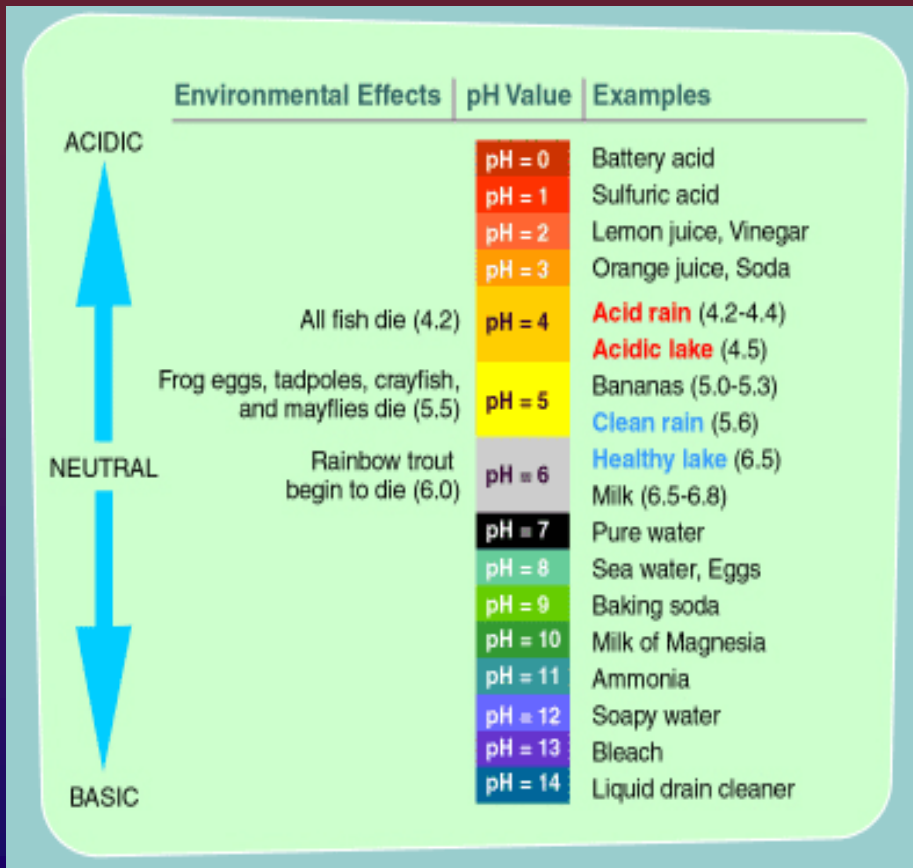 Environmental Effects pH Value Examples
ACIDIC
pH = 0 Battery acid
pH = 1 Sulfuric acid
pH = 2 Lemon juice, Vinegar
pH = 3 Orange juice, Soda
All fish die (4.2) pH = 4 Acid rain (4.2-4.4)
Acidic lake (4.5)
Frog eggs, tadpoles, crayfish,
and mayflies die (5.5) pH = 5 Bananas (5.0-5.3)
Clean rain (5.6)
NEUTRAL
Rainbow trout
begin to die (6.0) pH = 6 Healthy lake (6.5)
Milk (6.5-6.8)
pH = 7 Pure water
pH = 8 Sea water, Eggs
pH = 9 Baking soda
pH = 10 Milk of Magnesia
pH = 11 Ammonia
pH = 12 Soapy water
pH = 13 Bleach
pH = 14 Liquid drain cleaner
BASIC